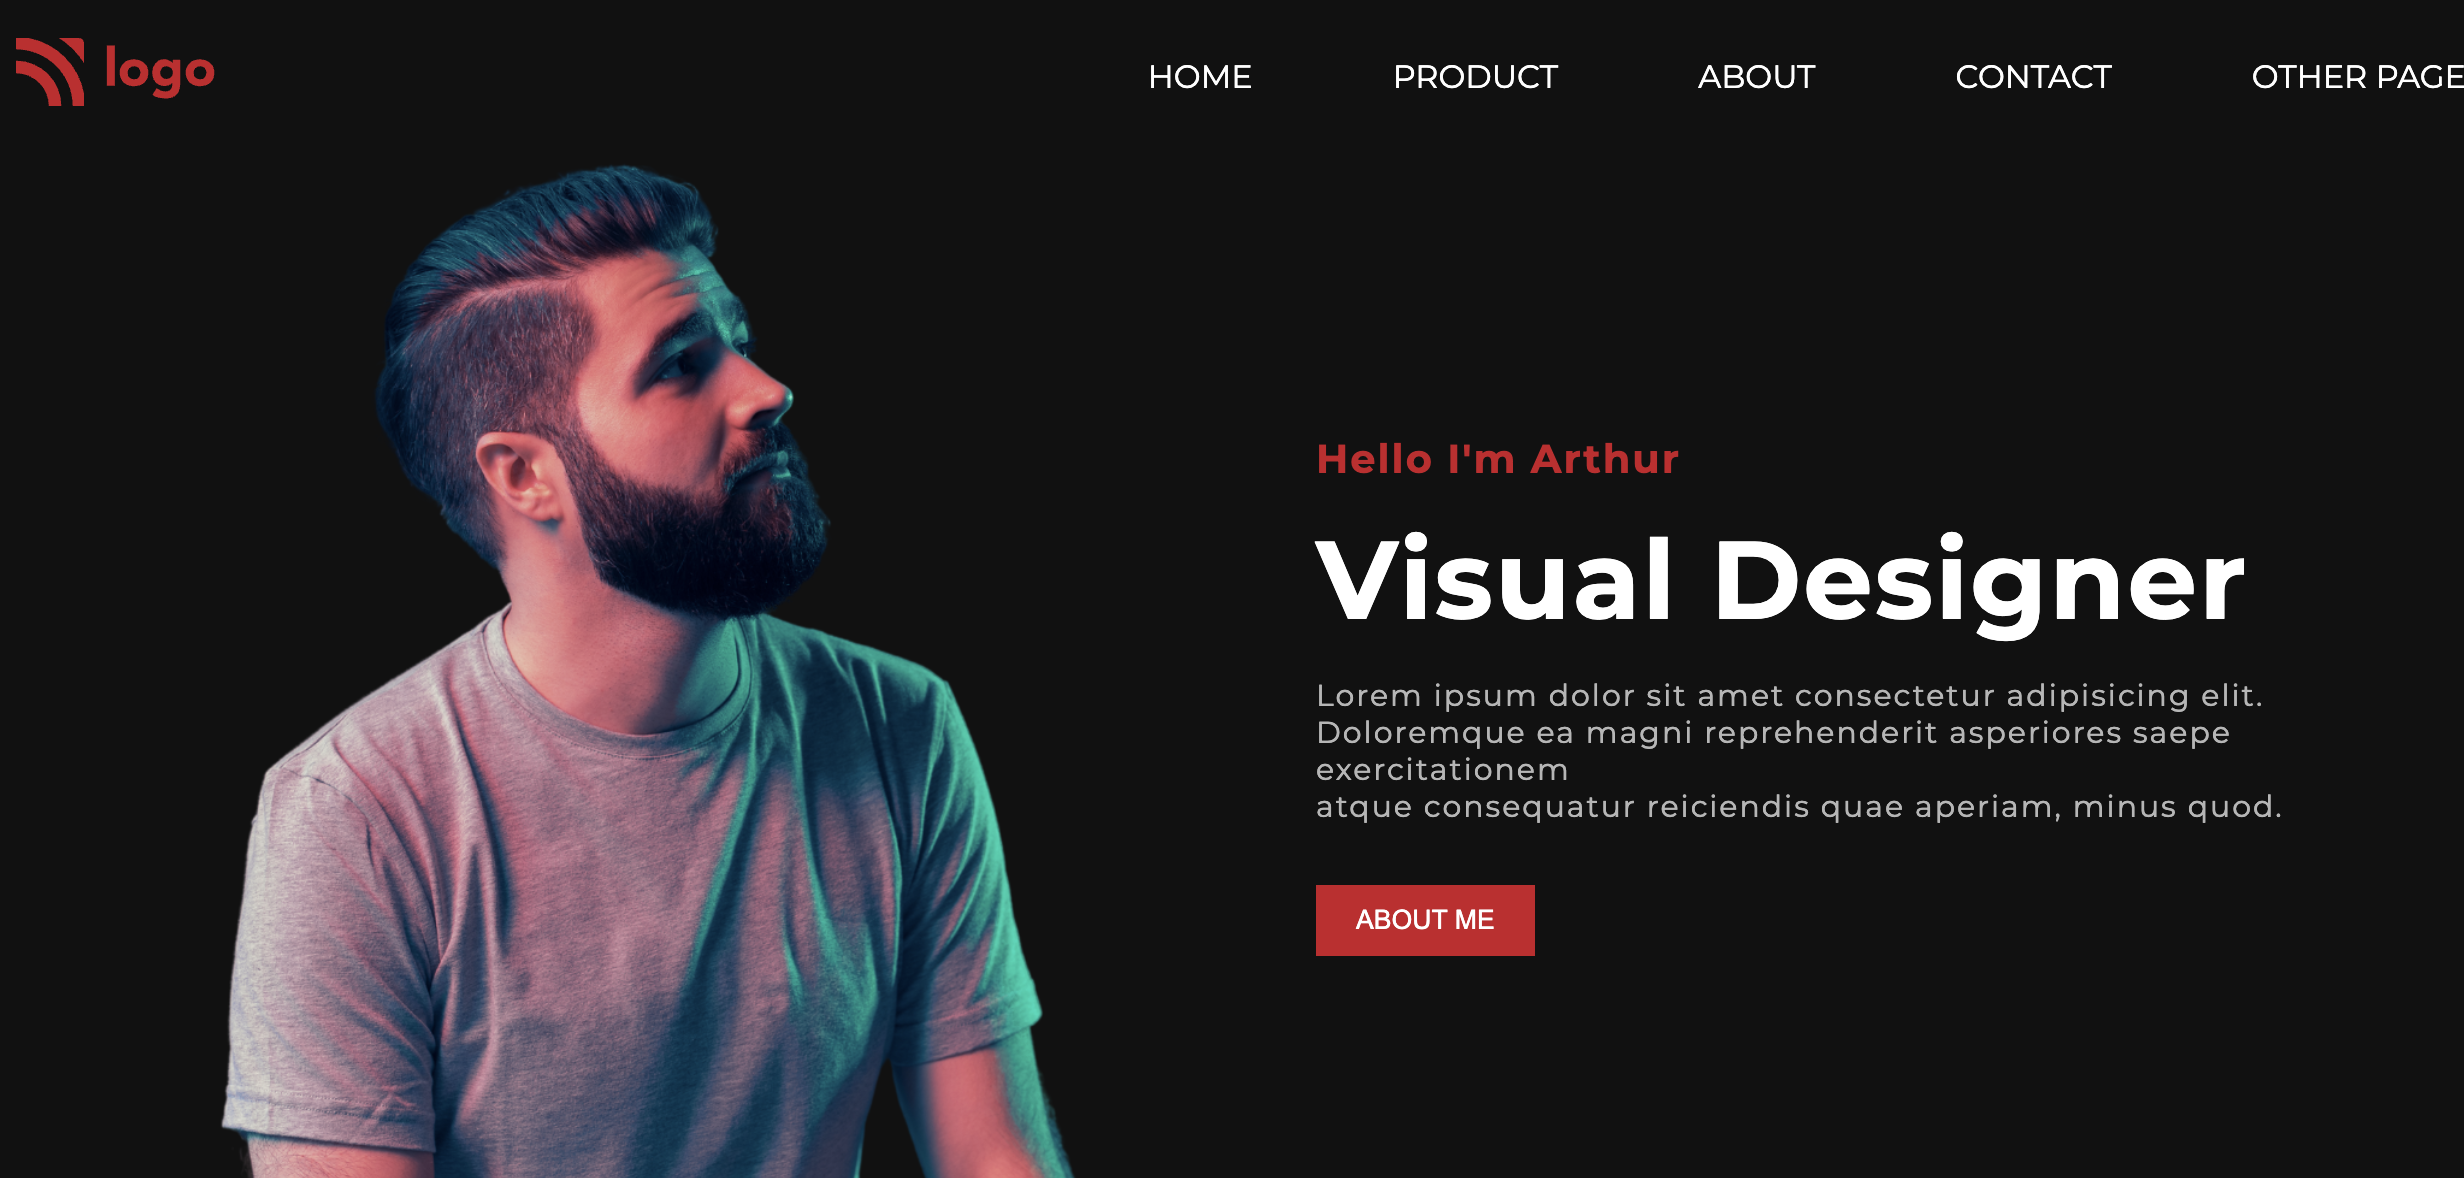 logo
HOME PRODUCT ABOUT CONTACT OTHER PAGE
Hello I'm Arthur
Visual Designer
Lorem ipsum dolor sit amet consectetur adipisicing elit.
Doloremque ea magni reprehenderit asperiores saepe
exercitationem
atque consequatur reiciendis quae aperiam, minus quod.
ABOUT ME